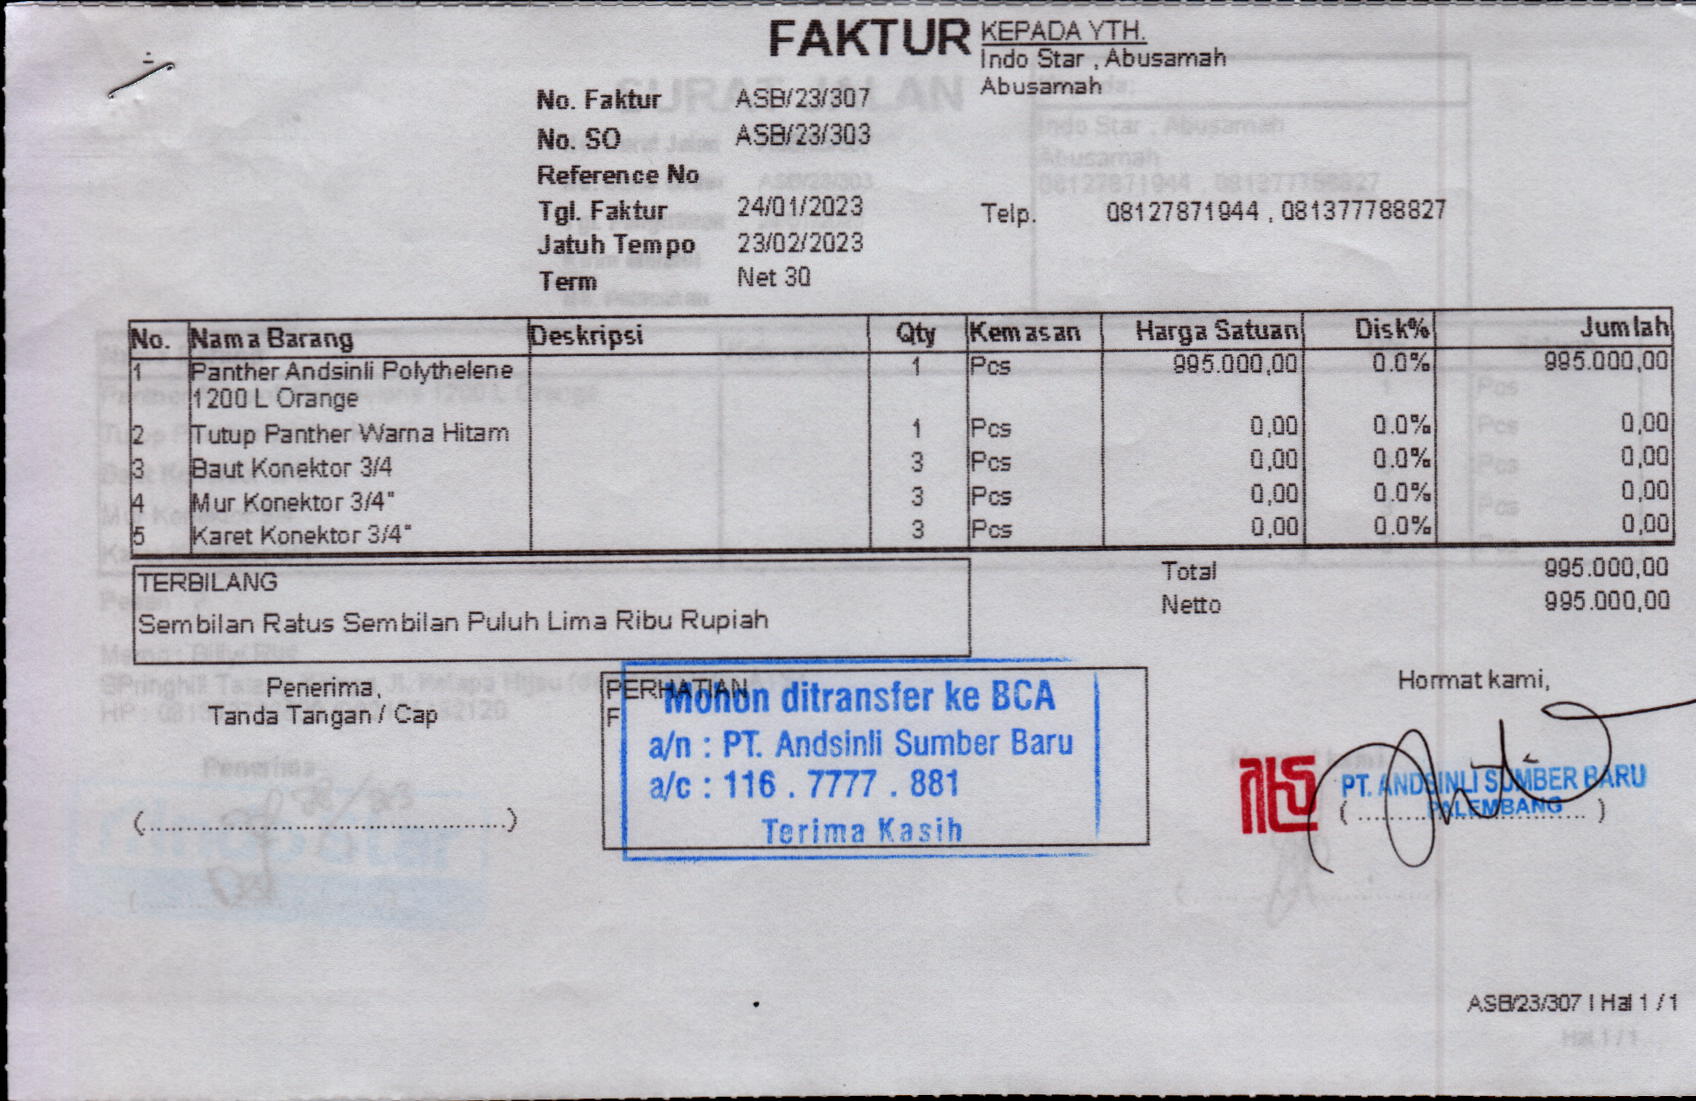 FAKTUR
KEPADA YTH.
Indo Star , Abusamah
Abusamah
No. Faktur ASB/23/307
No. SO ASB/23/303
Reference No
Tgl. Faktur 24/01/2023
Telp. 08127871944 , 081377788827
Jatuh Tempo 23/02/2023
Term Net 30
No. Nama Barang Deskripsi Qty Kemasan Harga Satuan Disk% Jumlah
1 Panther Andsinli Polythelene 1 Pcs 995.000,00 0.0% 995.000,00
1200 L Orange
2 Tutup Panther Warna Hitam 1 Pcs 0,00 0.0% 0,00
3 Baut Konektor 3/4 3 Pcs 0,00 0.0% 0,00
4 Mur Konektor 3/4" 3 Pcs 0,00 0.0% 0,00
5 Karet Konektor 3/4" 3 Pcs 0,00 0.0% 0,00
TERBILANG
Sembilan Ratus Sembilan Puluh Lima Ribu Rupiah
Total 995.000,00
Netto 995.000,00
Penerima,
Tanda Tangan / Cap
(..................................................)
PERHATIAN
F
Mohon ditransfer ke BCA
a/n : PT. Andsinli Sumber Baru
a/c : 116 . 7777 . 881
Terima Kasih
Hormat kami,
PT. ANDSINLI SUMBER BARU
PALEMBANG
ASB/23/307 | Hal 1 / 1